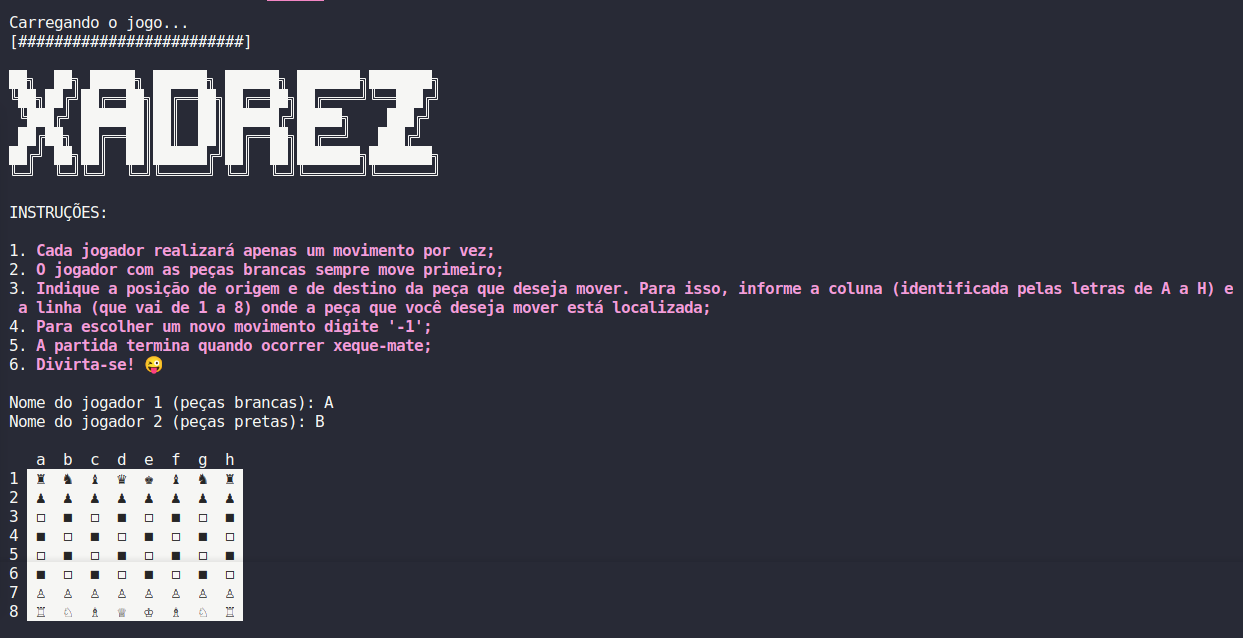 Carregando o jogo...
[#########################]
XADREZ
INSTRUÇÕES:
1. Cada jogador realizará apenas um movimento por vez;
2. O jogador com as peças brancas sempre move primeiro;
3. Indique a posição de origem e de destino da peça que deseja mover. Para isso, informe a coluna (identificada pelas letras de A a H) e
a linha (que vai de 1 a 8) onde a peça que você deseja mover está localizada;
4. Para escolher um novo movimento digite '-1';
5. A partida termina quando ocorrer xeque-mate;
6. Divirta-se! 😜
Nome do jogador 1 (peças brancas): A
Nome do jogador 2 (peças pretas): B
a b c d e f g h
1 ♜ ♞ ♝ ♛ ♚ ♝ ♞ ♜
2 ♟ ♟ ♟ ♟ ♟ ♟ ♟ ♟
3 □ ■ □ ■ □ ■ □ ■
4 ■ □ ■ □ ■ □ ■ □
5 □ ■ □ ■ □ ■ □ ■
6 ■ □ ■ □ ■ □ ■ □
7 ♙ ♙ ♙ ♙ ♙ ♙ ♙ ♙
8 ♖ ♘ ♗ ♕ ♔ ♗ ♘ ♖